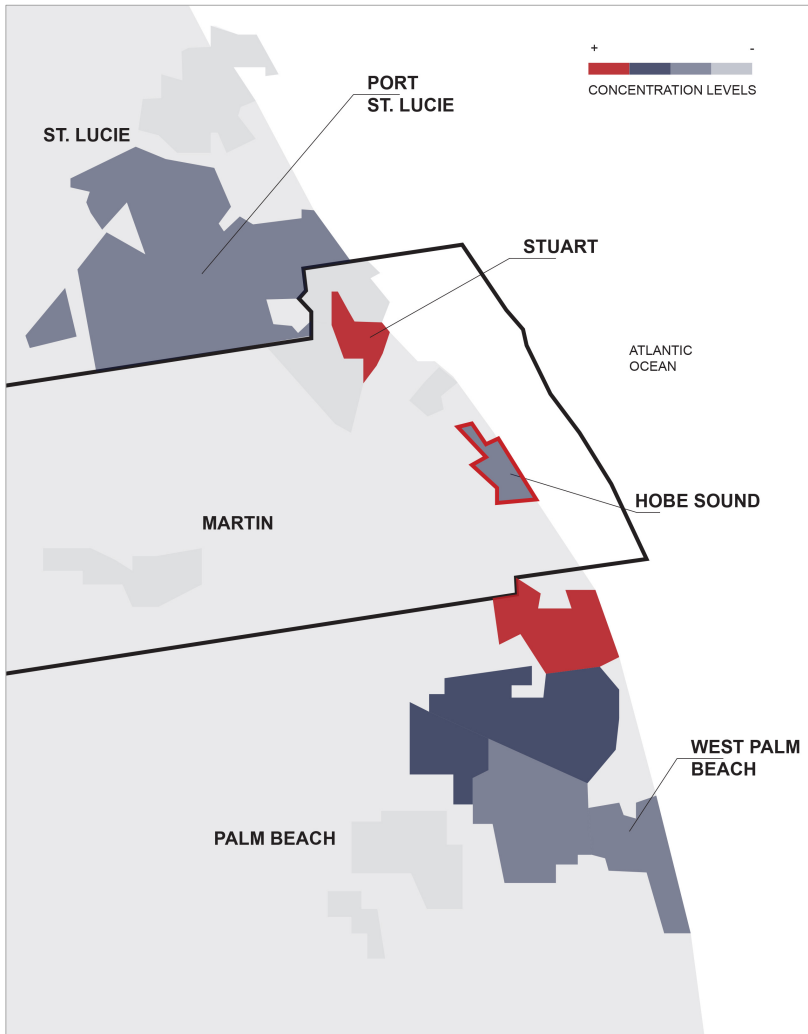 + -
CONCENTRATION LEVELS
PORT
ST. LUCIE
ST. LUCIE
STUART
ATLANTIC
OCEAN
HOBE SOUND
MARTIN
WEST PALM
BEACH
PALM BEACH